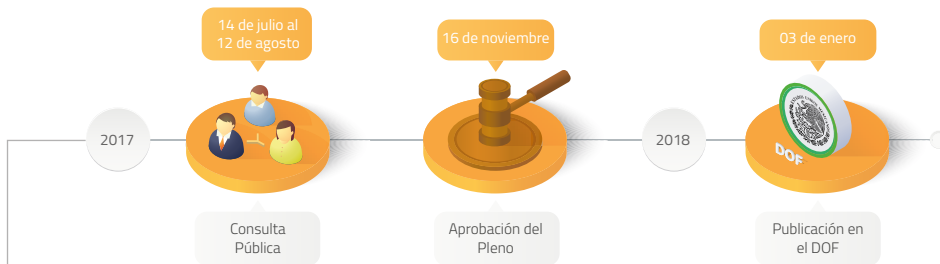 14 de julio al
12 de agosto
16 de noviembre
03 de enero
2017
2018
DOF
Consulta
Pública
Aprobación del
Pleno
Publicación en
el DOF